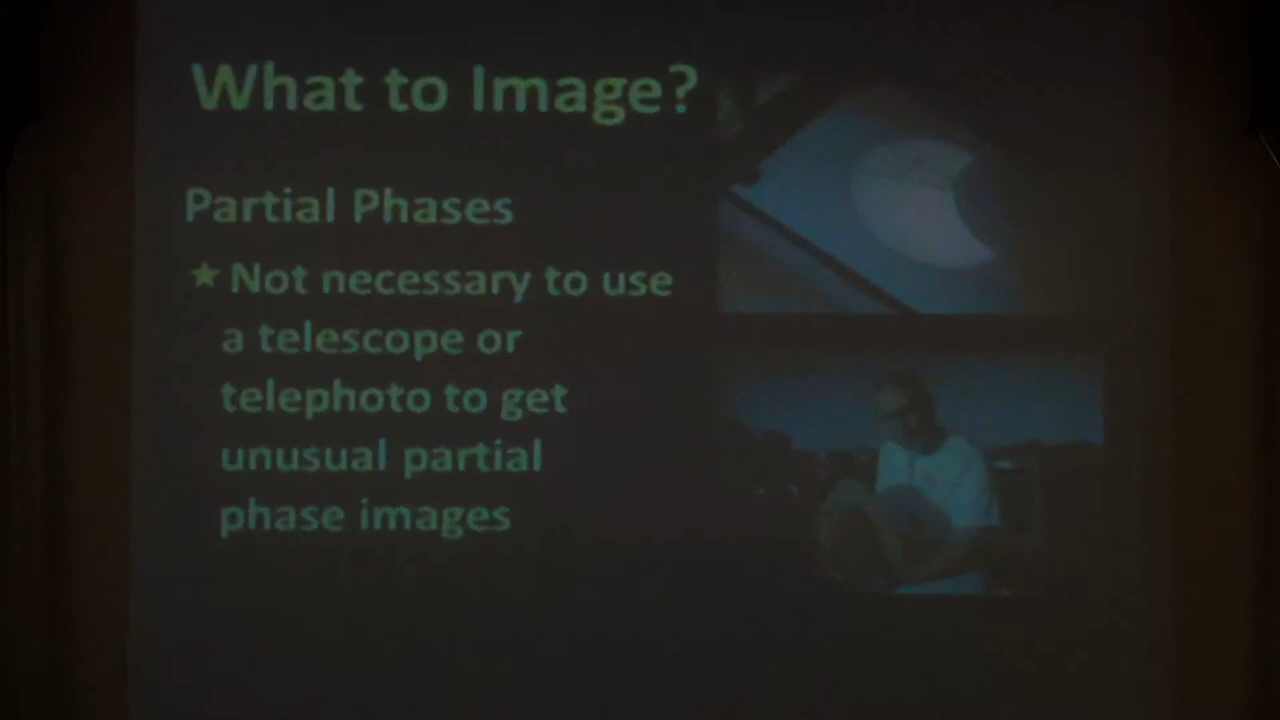 What to Image?
Partial Phases
Not necessary to use
a telescope or
telephoto to get
unusual partial
phase images